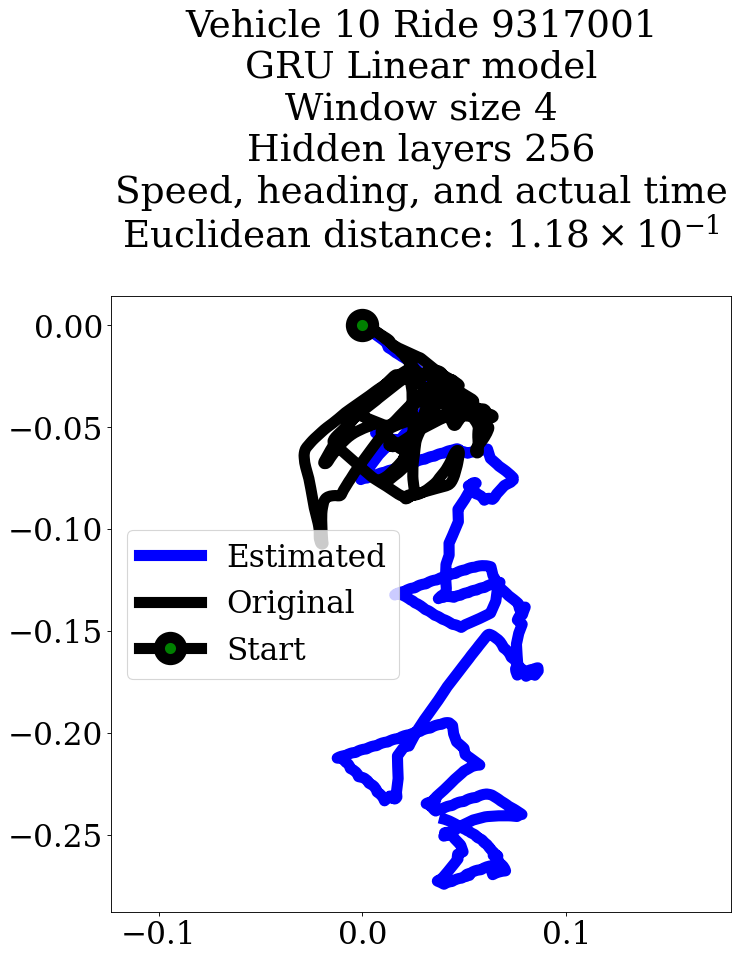 Vehicle 10 Ride 9317001
GRU Linear model
Window size 4
Hidden layers 256
Speed, heading, and actual time
Euclidean distance: 1.18 × 10⁻¹
0.00
−0.05
−0.10
−0.15
−0.20
−0.25
Estimated
Original
Start
−0.1 0.0 0.1